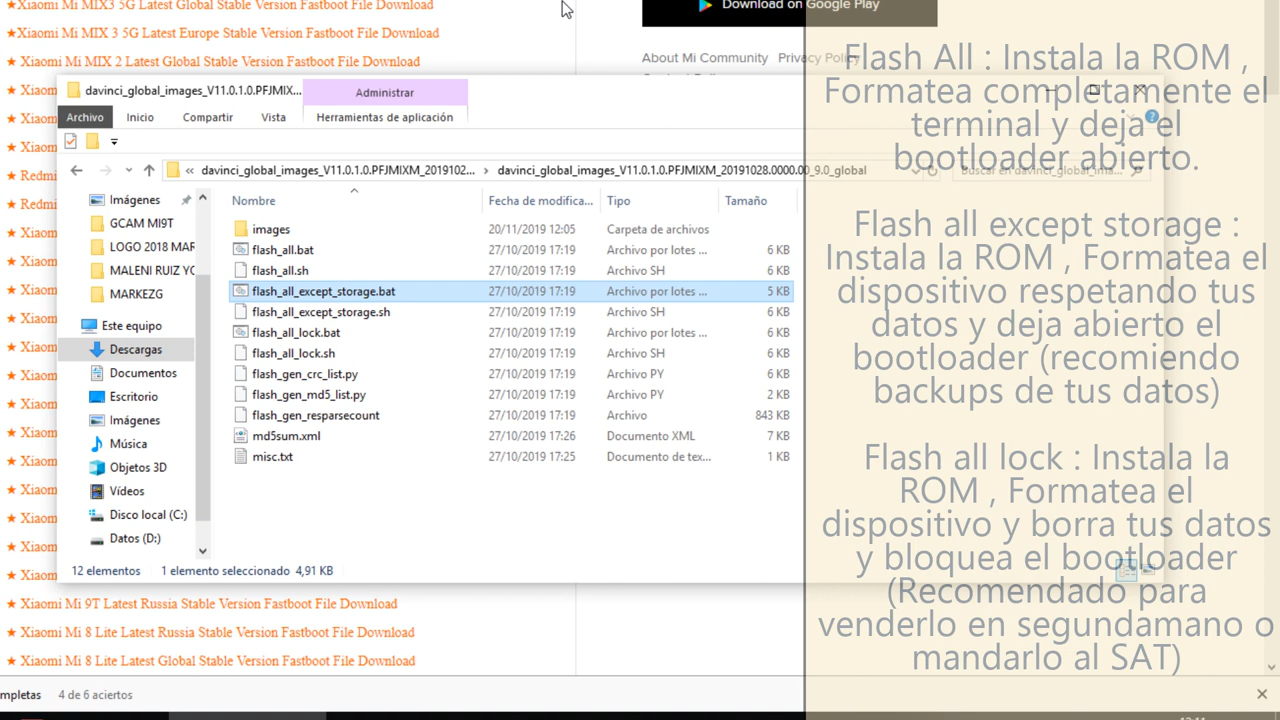 ★Xiaomi Mi MIX3 5G Latest Global Stable Version Fastboot File Download
★Xiaomi Mi MIX 3 5G Latest Europe Stable Version Fastboot File Download
★Xiaomi Mi MIX 2 Latest Global Stable Version Fastboot File Download
Download on Google Play
About Mi Community Privacy Policy
davinci_global_images_V11.0.1.0.PFJMIX...
Administrar
Archivo Inicio Compartir Vista Herramientas de aplicación
« davinci_global_images_V11.0.1.0.PFJMIXM_201910 2... › davinci_global_images_V11.0.1.0.PFJMIXM_20191028.0000.00_9.0_global
Buscar en davinci_global_ima...
Nombre Fecha de modifica... Tipo Tamaño
images 20/11/2019 12:05 Carpeta de archivos
flash_all.bat 27/10/2019 17:19 Archivo por lotes ... 6 KB
flash_all.sh 27/10/2019 17:19 Archivo SH 6 KB
flash_all_except_storage.bat 27/10/2019 17:19 Archivo por lotes ... 5 KB
flash_all_except_storage.sh 27/10/2019 17:19 Archivo SH 6 KB
flash_all_lock.bat 27/10/2019 17:19 Archivo por lotes ... 6 KB
flash_all_lock.sh 27/10/2019 17:19 Archivo SH 6 KB
flash_gen_crc_list.py 27/10/2019 17:19 Archivo PY 6 KB
flash_gen_md5_list.py 27/10/2019 17:19 Archivo PY 2 KB
flash_gen_resparsecount 27/10/2019 17:19 Archivo 843 KB
md5sum.xml 27/10/2019 17:26 Documento XML 7 KB
misc.txt 27/10/2019 17:25 Documento de tex... 1 KB
Imágenes
GCAM MI9T
LOGO 2018 MAR
MALENI RUIZ YO
MARKEZG
Este equipo
Descargas
Documentos
Escritorio
Imágenes
Música
Objetos 3D
Vídeos
Disco local (C:)
Datos (D:)
12 elementos 1 elemento seleccionado 4,91 KB
★ Xiaomi Mi 9T Latest Russia Stable Version Fastboot File Download
★ Xiaomi Mi 8 Lite Latest Russia Stable Version Fastboot File Download
★ Xiaomi Mi 8 Lite Latest Global Stable Version Fastboot File Download
mpletas 4 de 6 aciertos
Flash All : Instala la ROM ,
Formatea completamente el
terminal y deja el
bootloader abierto.
Flash all except storage :
Instala la ROM , Formatea el
dispositivo respetando tus
datos y deja abierto el
bootloader (recomiendo
backups de tus datos)
Flash all lock : Instala la
ROM , Formatea el
dispositivo y borra tus datos
y bloquea el bootloader
(Recomendado para
venderlo en segundamano o
mandarlo al SAT)